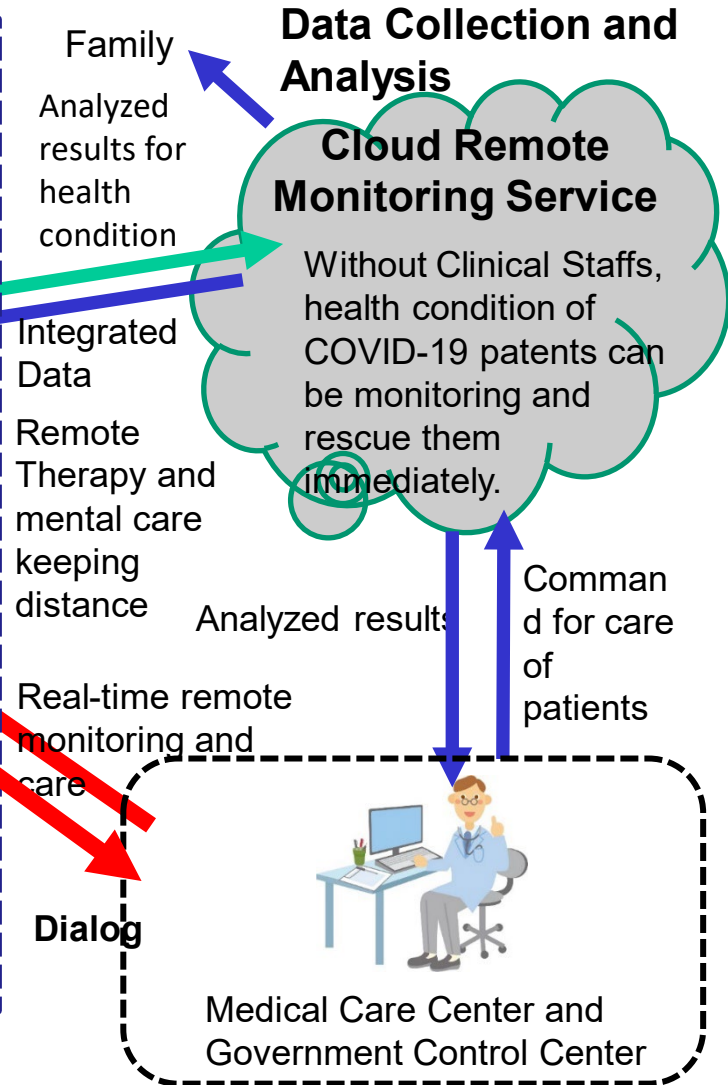 Family
Data Collection and
Analysis
Analyzed
results for
health
condition
Cloud Remote
Monitoring Service
Without Clinical Staffs,
health condition of
COVID-19 patents can
be monitoring and
rescue them
immediately.
Integrated
Data
Remote
Therapy and
mental care
keeping
distance
Analyzed results
Comman
d for care
of
patients
Real-time remote
monitoring and
care
Dialog
Medical Care Center and
Government Control Center